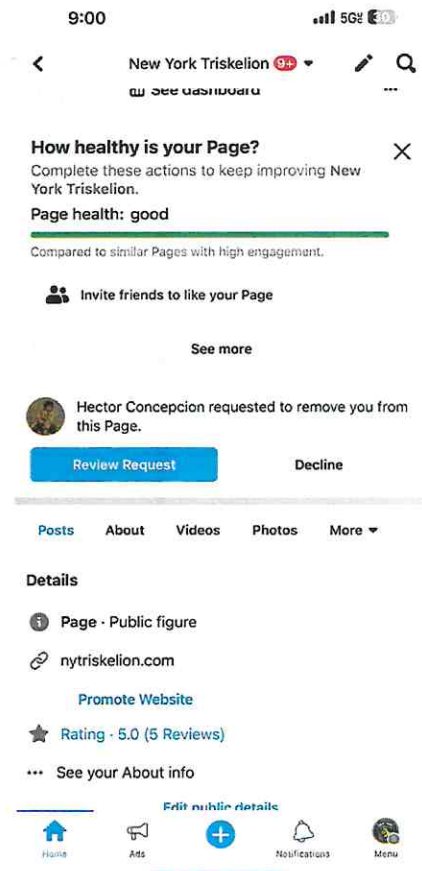 9:00
5G
New York Triskelion 9+
See dashboard
...
How healthy is your Page?
Complete these actions to keep improving New
York Triskelion.
Page health: good
Compared to similar Pages with high engagement.
Invite friends to like your Page
See more
Hector Concepcion requested to remove you from
this Page.
Review Request
Decline
Posts About Videos Photos More
Details
Page · Public figure
nytriskelion.com
Promote Website
Rating · 5.0 (5 Reviews)
... See your About info
Edit public details
Home Ads Notifications Menu